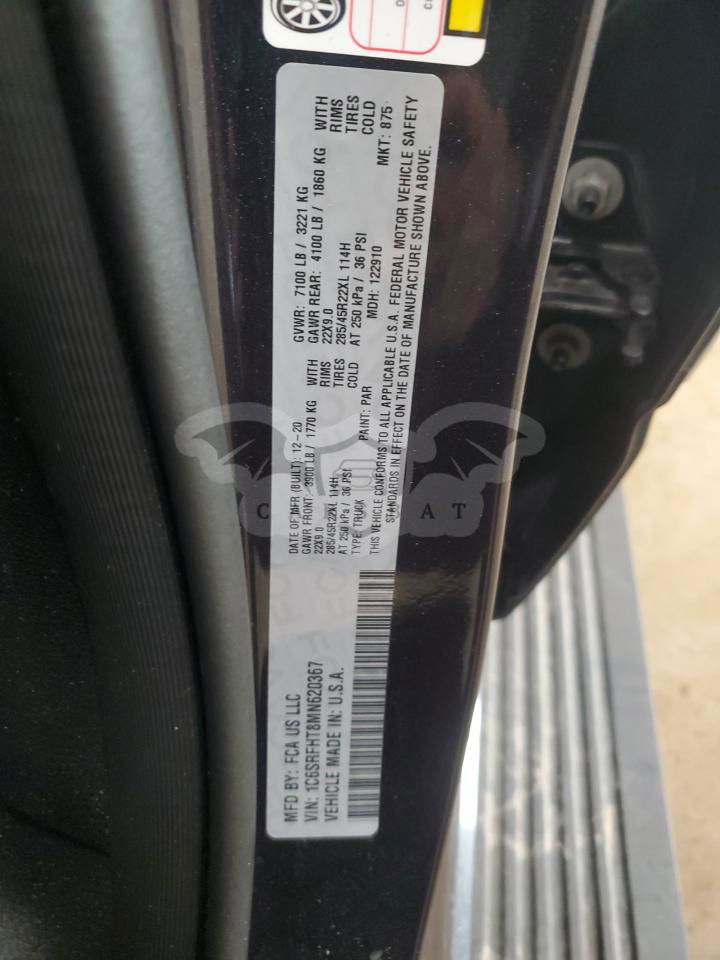 MFD BY: FCA US LLC
VIN: 1C6SRFHT8MN620367
VEHICLE MADE IN: U.S.A.
DATE OF MFR (BUILT): 12-20
GVWR: 7100 LB / 3221 KG
GAWR FRONT: 3900 LB / 1770 KG WITH
GAWR REAR: 4100 LB / 1860 KG WITH
22X9.0 RIMS
22X9.0 RIMS
285/45R22XL 114H TIRES
285/45R22XL 114H TIRES
AT 250 kPa / 36 PSI COLD
AT 250 kPa / 36 PSI COLD
TYPE: TRUCK PAINT: PAR MDH: 122910 MKT: 875
THIS VEHICLE CONFORMS TO ALL APPLICABLE U.S.A. FEDERAL MOTOR VEHICLE SAFETY
STANDARDS IN EFFECT ON THE DATE OF MANUFACTURE SHOWN ABOVE.